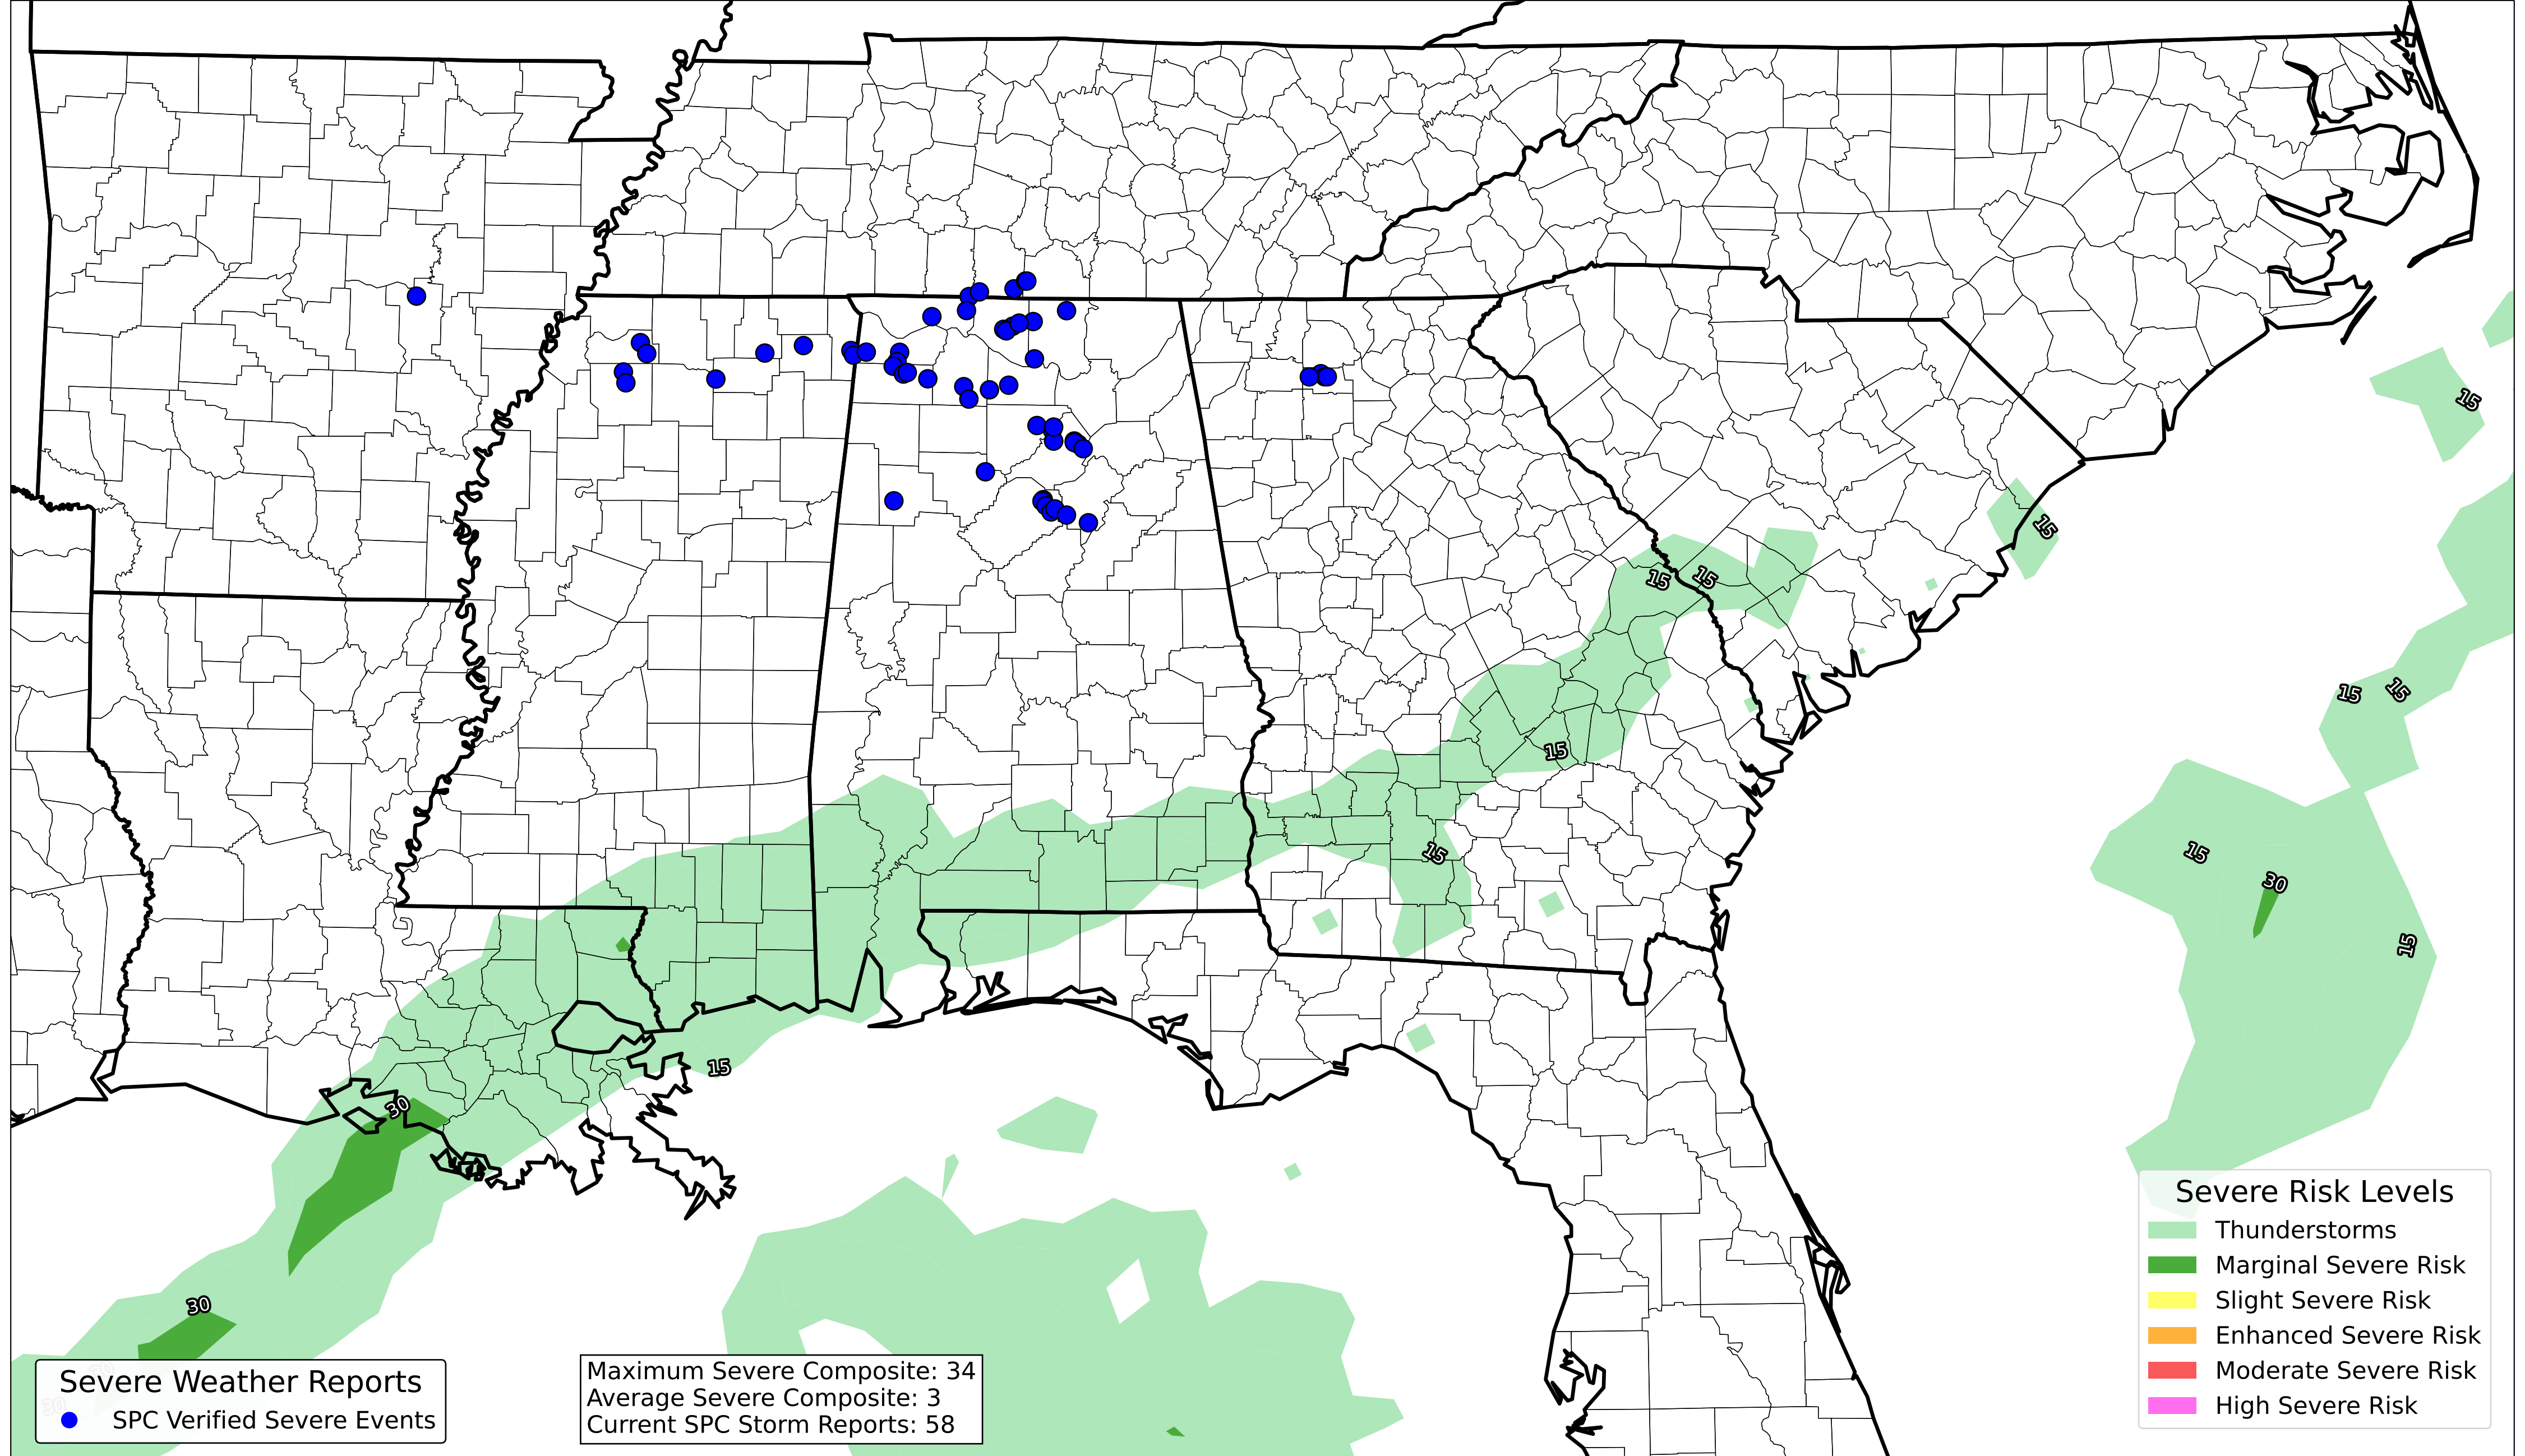 15
15
15
15
15
15
15
15
15
30
15
15
30
30
Severe Weather Reports
SPC Verified Severe Events
Maximum Severe Composite: 34
Average Severe Composite: 3
Current SPC Storm Reports: 58
Severe Risk Levels
Thunderstorms
Marginal Severe Risk
Slight Severe Risk
Enhanced Severe Risk
Moderate Severe Risk
High Severe Risk